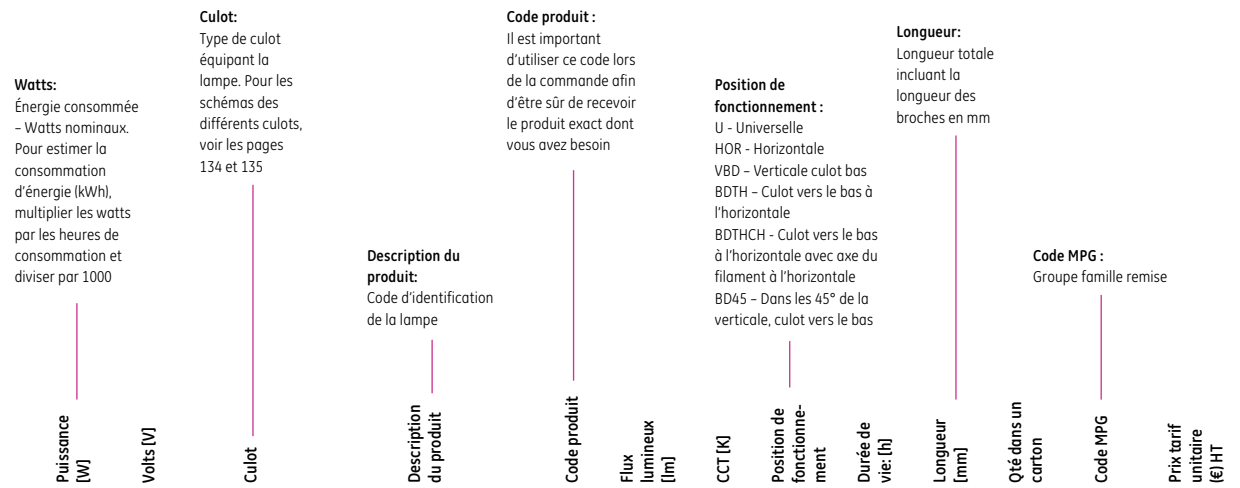 Watts:
Énergie consommée
– Watts nominaux.
Pour estimer la
consommation
d'énergie (kWh),
multiplier les watts
par les heures de
consommation et
diviser par 1000
Culot:
Type de culot
équipant la
lampe. Pour les
schémas des
différents culots,
voir les pages
134 et 135
Description du
produit:
Code d'identification
de la lampe
Code produit :
Il est important
d'utiliser ce code lors
de la commande afin
d'être sûr de recevoir
le produit exact dont
vous avez besoin
Position de
fonctionnement :
U - Universelle
HOR - Horizontale
VBD – Verticale culot bas
BDTH – Culot vers le bas à
l'horizontale
BDTHCH - Culot vers le bas
à l'horizontale avec axe du
filament à l'horizontale
BD45 – Dans les 45° de la
verticale, culot vers le bas
Longueur:
Longueur totale
incluant la
longueur des
broches en mm
Code MPG :
Groupe famille remise
Puissance
[W]
Volts [V]
Culot
Description
du produit
Code produit
Flux
lumineux
[lm]
CCT [K]
Position de
fonctionne-
ment
Durée de
vie: [h]
Longueur
[mm]
Qté dans un
carton
Code MPG
Prix tarif
unitaire
(€) HT